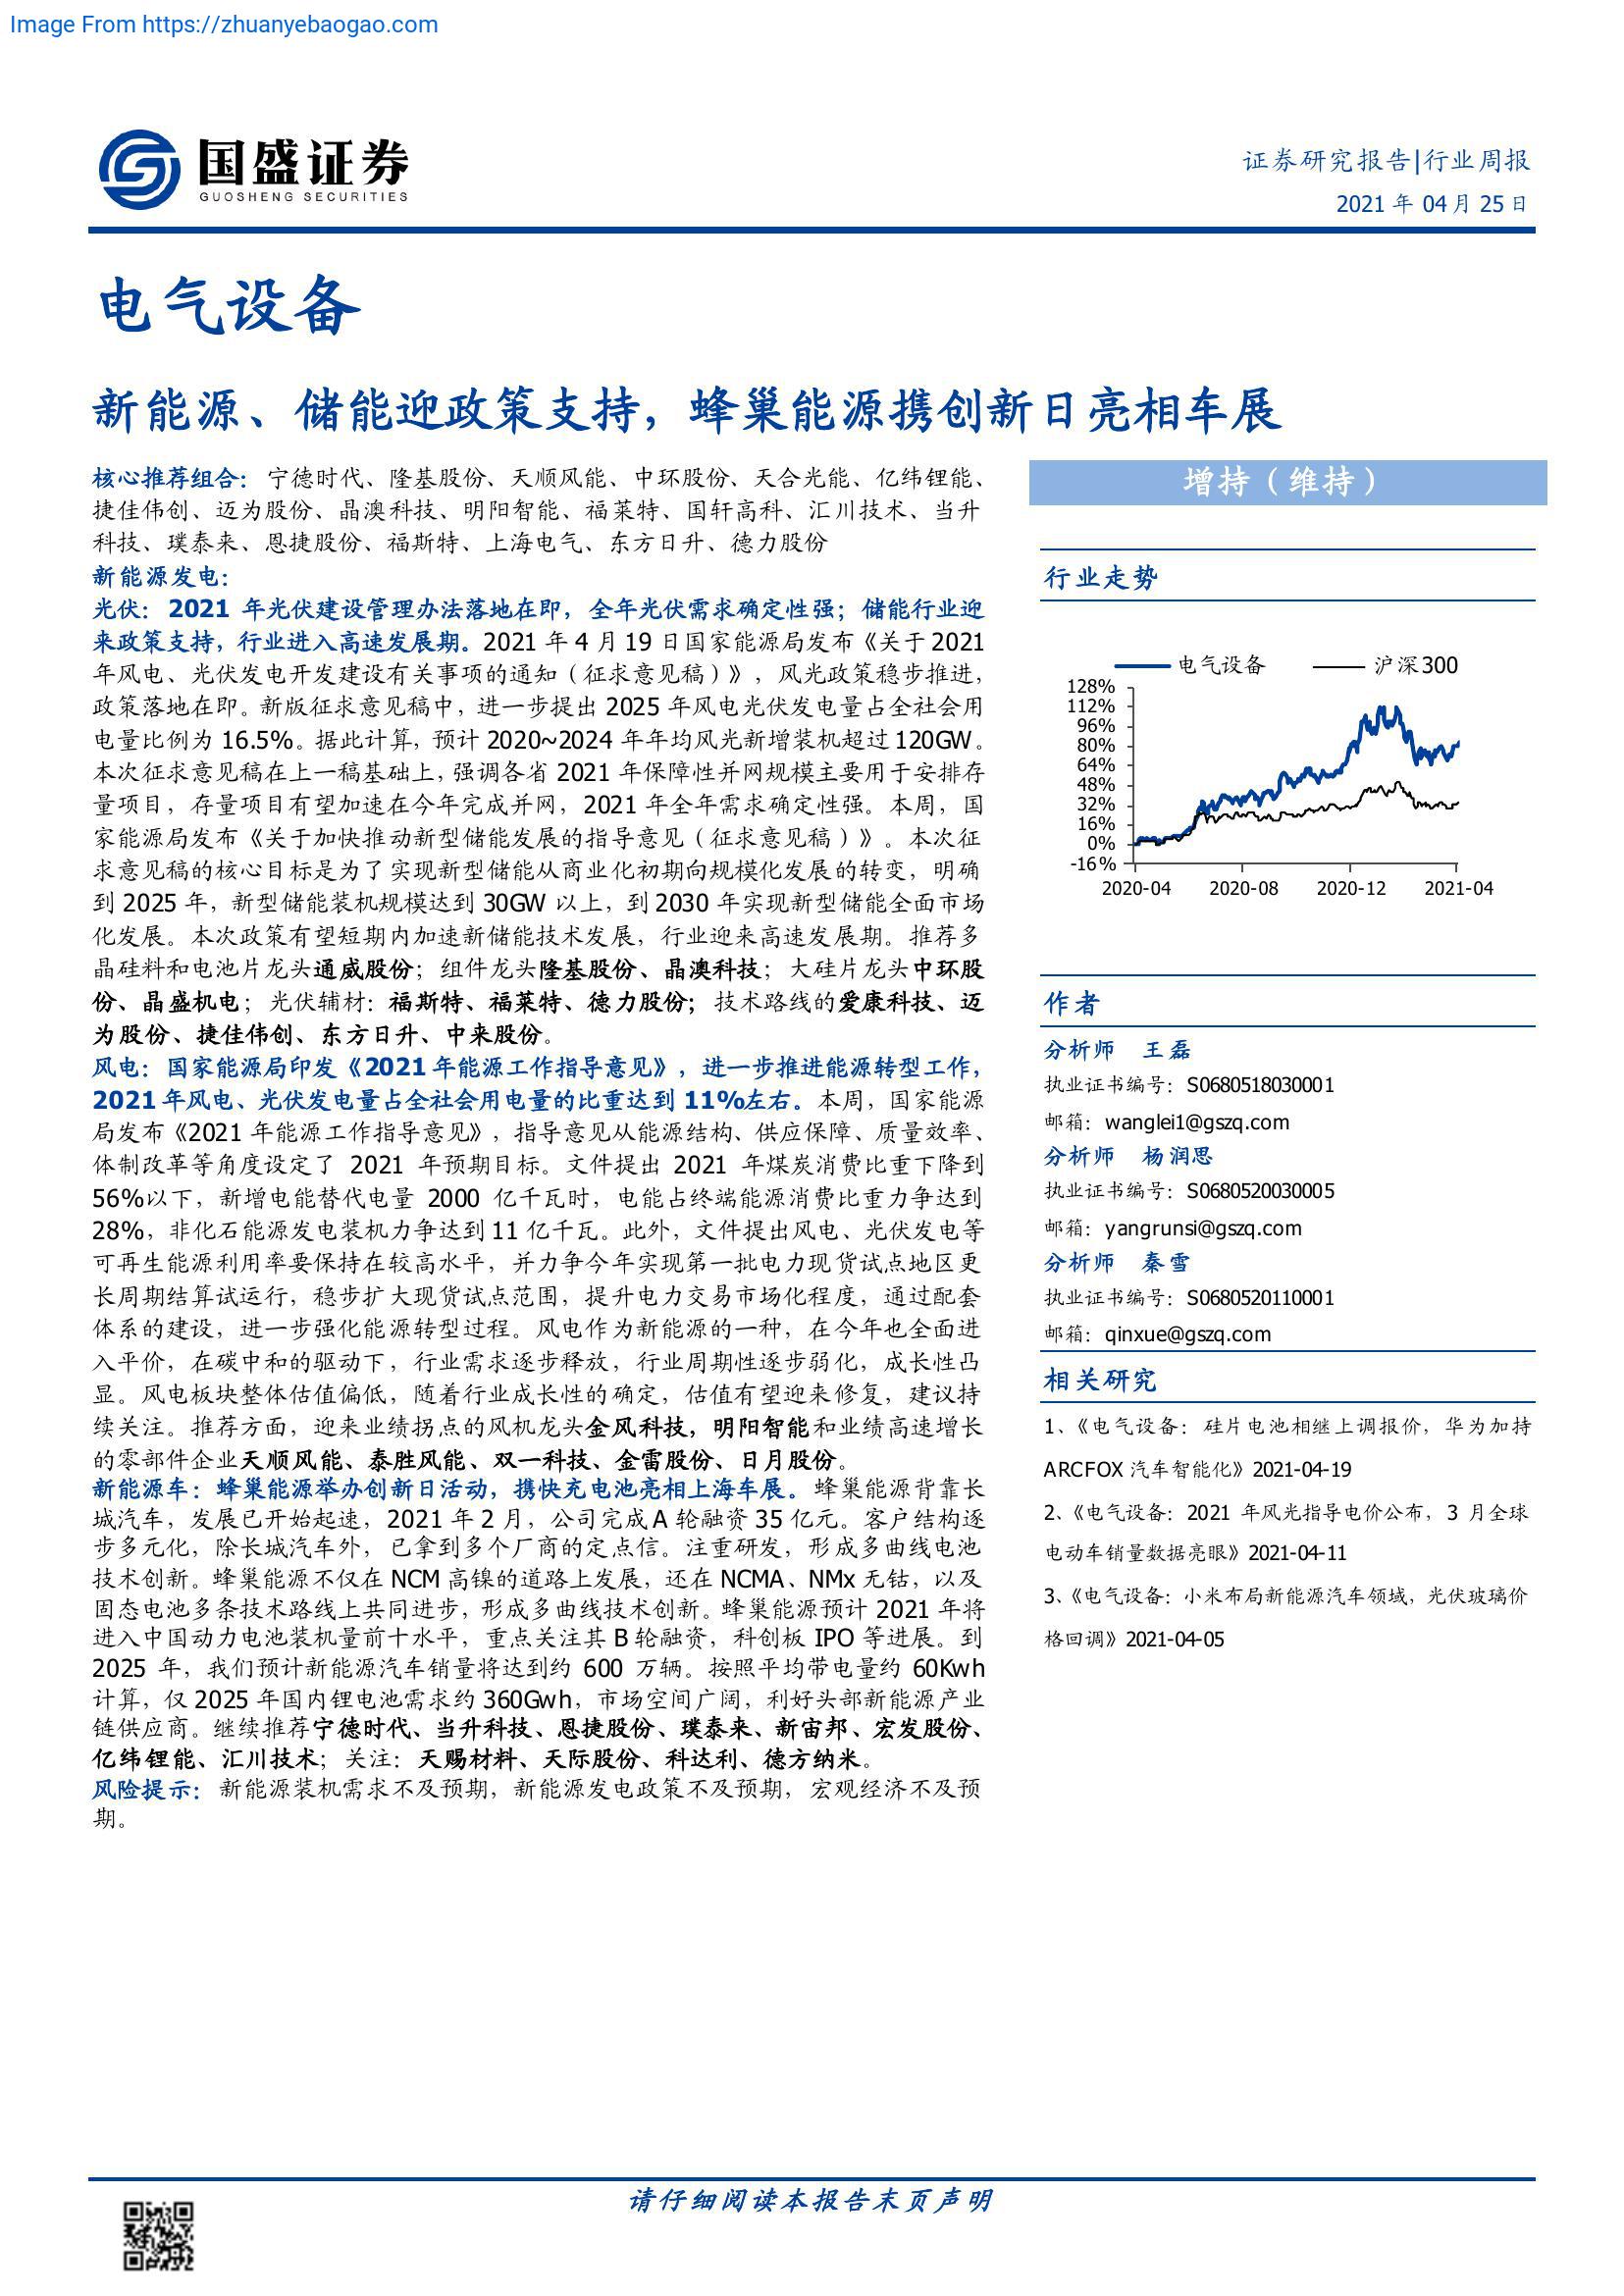 Image From https://zhuanyebaogao.com
国盛证券
GUOSHENG SECURITIES
证券研究报告|行业周报
2021 年 04月 25日
电气设备
新能源、储能迎政策支持，蜂巢能源携创新日亮相车展
核心推荐组合：宁德时代、隆基股份、天顺风能、中环股份、天合光能、亿纬锂能、
捷佳伟创、迈为股份、晶澳科技、明阳智能、福莱特、国轩高科、汇川技术、当升
科技、璞泰来、恩捷股份、福斯特、上海电气、东方日升、德力股份
新能源发电：
光伏：2021 年光伏建设管理办法落地在即，全年光伏需求确定性强；储能行业迎
来政策支持，行业进入高速发展期。2021 年 4 月 19 日国家能源局发布《关于 2021
年风电、光伏发电开发建设有关事项的通知（征求意见稿）》，风光政策稳步推进，
政策落地在即。新版征求意见稿中，进一步提出 2025 年风电光伏发电量占全社会用
电量比例为 16.5%。据此计算，预计 2020~2024 年年均风光新增装机超过 120GW。
本次征求意见稿在上一稿基础上，强调各省 2021 年保障性并网规模主要用于安排存
量项目，存量项目有望加速在今年完成并网，2021 年全年需求确定性强。本周，国
家能源局发布《关于加快推动新型储能发展的指导意见（征求意见稿）》。本次征
求意见稿的核心目标是为了实现新型储能从商业化初期向规模化发展的转变，明确
到 2025 年，新型储能装机规模达到 30GW 以上，到 2030 年实现新型储能全面市场
化发展。本次政策有望短期内加速新储能技术发展，行业迎来高速发展期。推荐多
晶硅料和电池片龙头通威股份；组件龙头隆基股份、晶澳科技；大硅片龙头中环股
份、晶盛机电；光伏辅材：福斯特、福莱特、德力股份；技术路线的爱康科技、迈
为股份、捷佳伟创、东方日升、中来股份。
风电：国家能源局印发《2021 年能源工作指导意见》，进一步推进能源转型工作，
2021 年风电、光伏发电量占全社会用电量的比重达到 11%左右。本周，国家能源
局发布《2021 年能源工作指导意见》，指导意见从能源结构、供应保障、质量效率、
体制改革等角度设定了 2021 年预期目标。文件提出 2021 年煤炭消费比重下降到
56%以下，新增电能替代电量 2000 亿千瓦时，电能占终端能源消费比重力争达到
28%，非化石能源发电装机力争达到 11 亿千瓦。此外，文件提出风电、光伏发电等
可再生能源利用率要保持在较高水平，并力争今年实现第一批电力现货试点地区更
长周期结算试运行，稳步扩大现货试点范围，提升电力交易市场化程度，通过配套
体系的建设，进一步强化能源转型过程。风电作为新能源的一种，在今年也全面进
入平价，在碳中和的驱动下，行业需求逐步释放，行业周期性逐步弱化，成长性凸
显。风电板块整体估值偏低，随着行业成长性的确定，估值有望迎来修复，建议持
续关注。推荐方面，迎来业绩拐点的风机龙头金风科技，明阳智能和业绩高速增长
的零部件企业天顺风能、泰胜风能、双一科技、金雷股份、日月股份。
新能源车：蜂巢能源举办创新日活动，携快充电池亮相上海车展。蜂巢能源背靠长
城汽车，发展已开始起速，2021 年 2 月，公司完成 A 轮融资 35 亿元。客户结构逐
步多元化，除长城汽车外，已拿到多个厂商的定点信。注重研发，形成多曲线电池
技术创新。蜂巢能源不仅在 NCM 高镍的道路上发展，还在 NCMA、NMx 无钴，以及
固态电池多条技术路线上共同进步，形成多曲线技术创新。蜂巢能源预计 2021 年将
进入中国动力电池装机量前十水平，重点关注其 B 轮融资，科创板 IPO 等进展。到
2025 年，我们预计新能源汽车销量将达到约 600 万辆。按照平均带电量约 60Kwh
计算，仅 2025 年国内锂电池需求约 360Gwh，市场空间广阔，利好头部新能源产业
链供应商。继续推荐宁德时代、当升科技、恩捷股份、璞泰来、新宙邦、宏发股份、
亿纬锂能、汇川技术；关注：天赐材料、天际股份、科达利、德方纳米。
风险提示：新能源装机需求不及预期，新能源发电政策不及预期，宏观经济不及预
期。
增持（维持）
行业走势
电气设备 沪深300
128%
112%
96%
80%
64%
48%
32%
16%
0%
-16%
2020-04 2020-08 2020-12 2021-04
作者
分析师 王磊
执业证书编号：S0680518030001
邮箱：wanglei1@gszq.com
分析师 杨润思
执业证书编号：S0680520030005
邮箱：yangrunsi@gszq.com
分析师 秦雪
执业证书编号：S0680520110001
邮箱：qinxue@gszq.com
相关研究
1、《电气设备：硅片电池相继上调报价，华为加持
ARCFOX 汽车智能化》2021-04-19
2、《电气设备：2021 年风光指导电价公布，3 月全球
电动车销量数据亮眼》2021-04-11
3、《电气设备：小米布局新能源汽车领域，光伏玻璃价
格回调》2021-04-05
请仔细阅读本报告末页声明